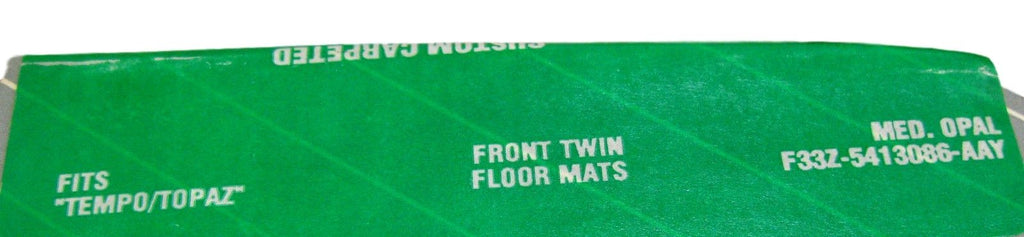 CUSTOM CARPETED
FITS
"TEMPO/TOPAZ"
FRONT TWIN
FLOOR MATS
MED. OPAL
F33Z-5413086-AAY